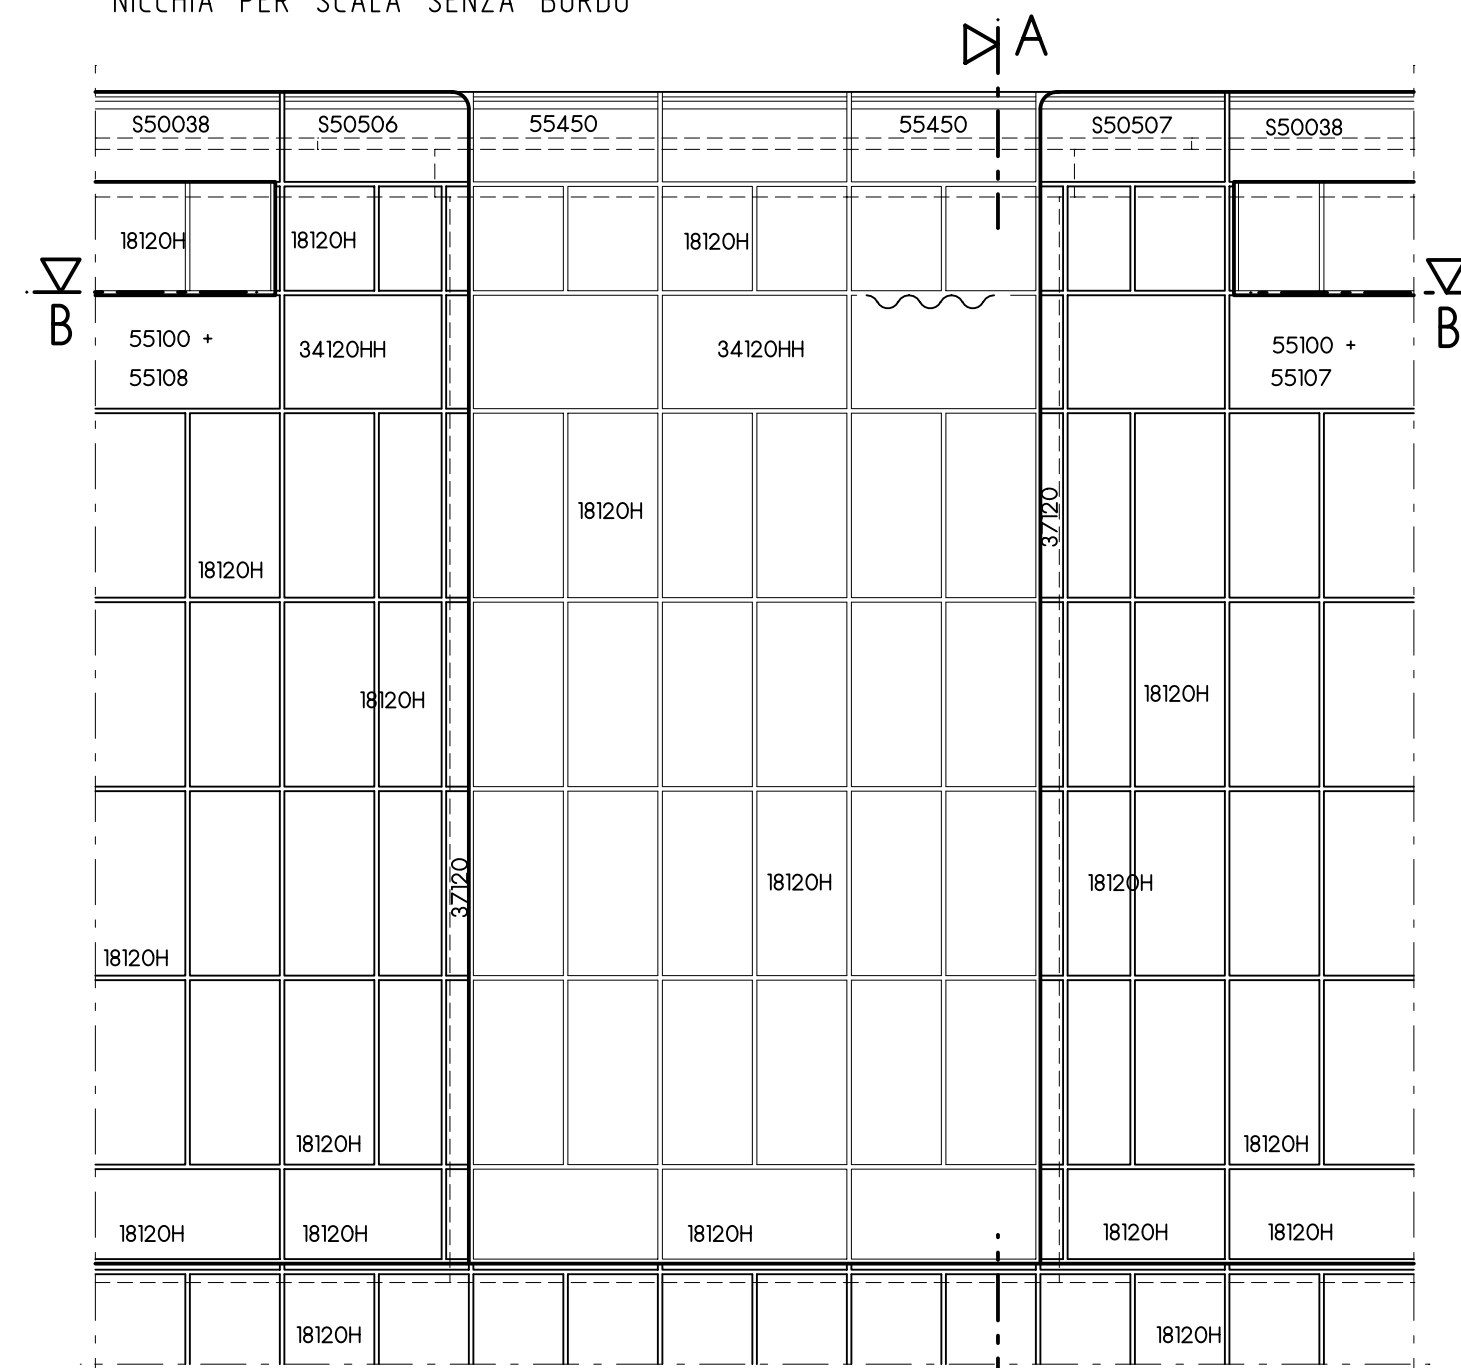 NICCHIA PER SCALA SENZA BORDO
A
S50038 S50506 55450 55450 S50507 S50038
18120H 18120H 18120H
B B
55100 + 34120HH 34120HH 55100 +
55108 55107
18120H 37120
18120H
18120H 18120H
37120 18120H 18120H
18120H
18120H 18120H
18120H 18120H 18120H 18120H 18120H
18120H 18120H